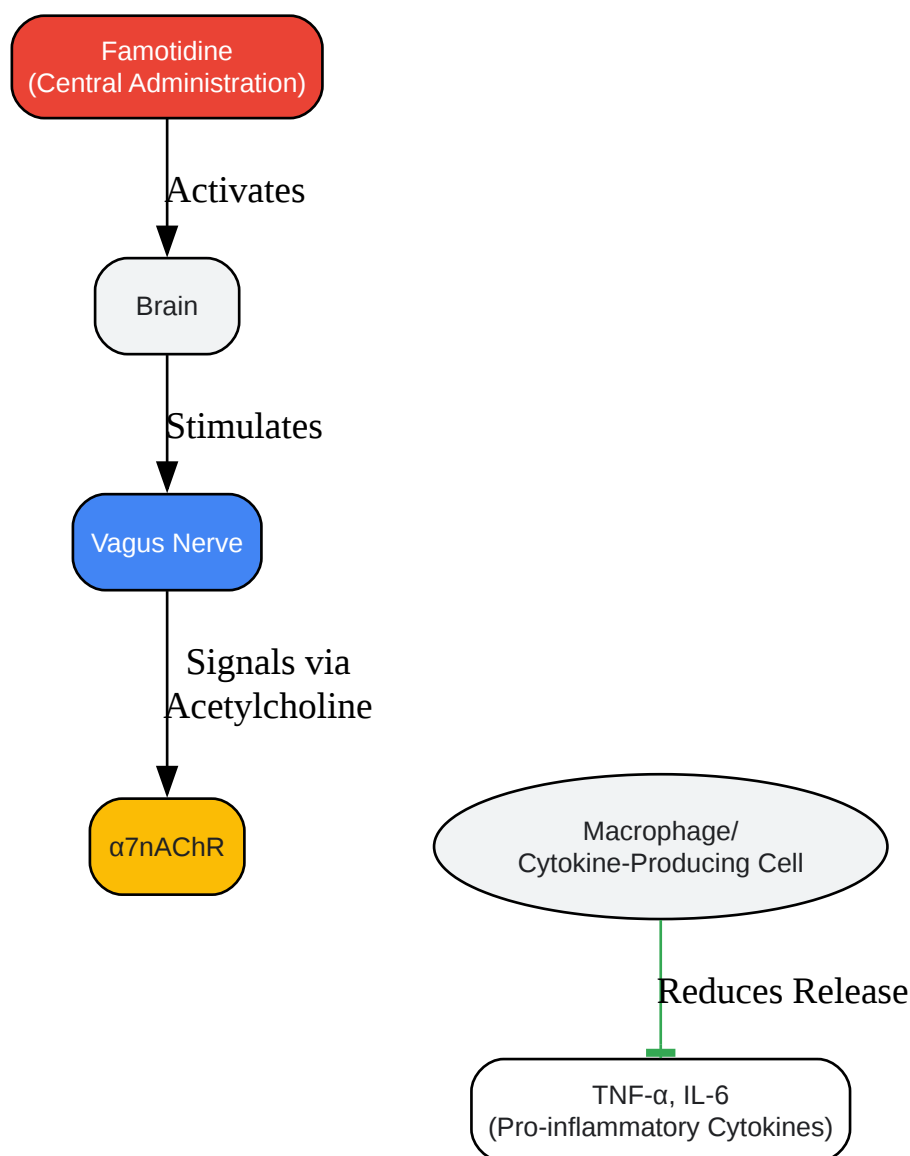 Famotidine
(Central Administration)
Activates
Brain
Stimulates
Vagus Nerve
Signals via
Acetylcholine
α7nAChR
Macrophage/
Cytokine-Producing Cell
Reduces Release
TNF-α, IL-6
(Pro-inflammatory Cytokines)